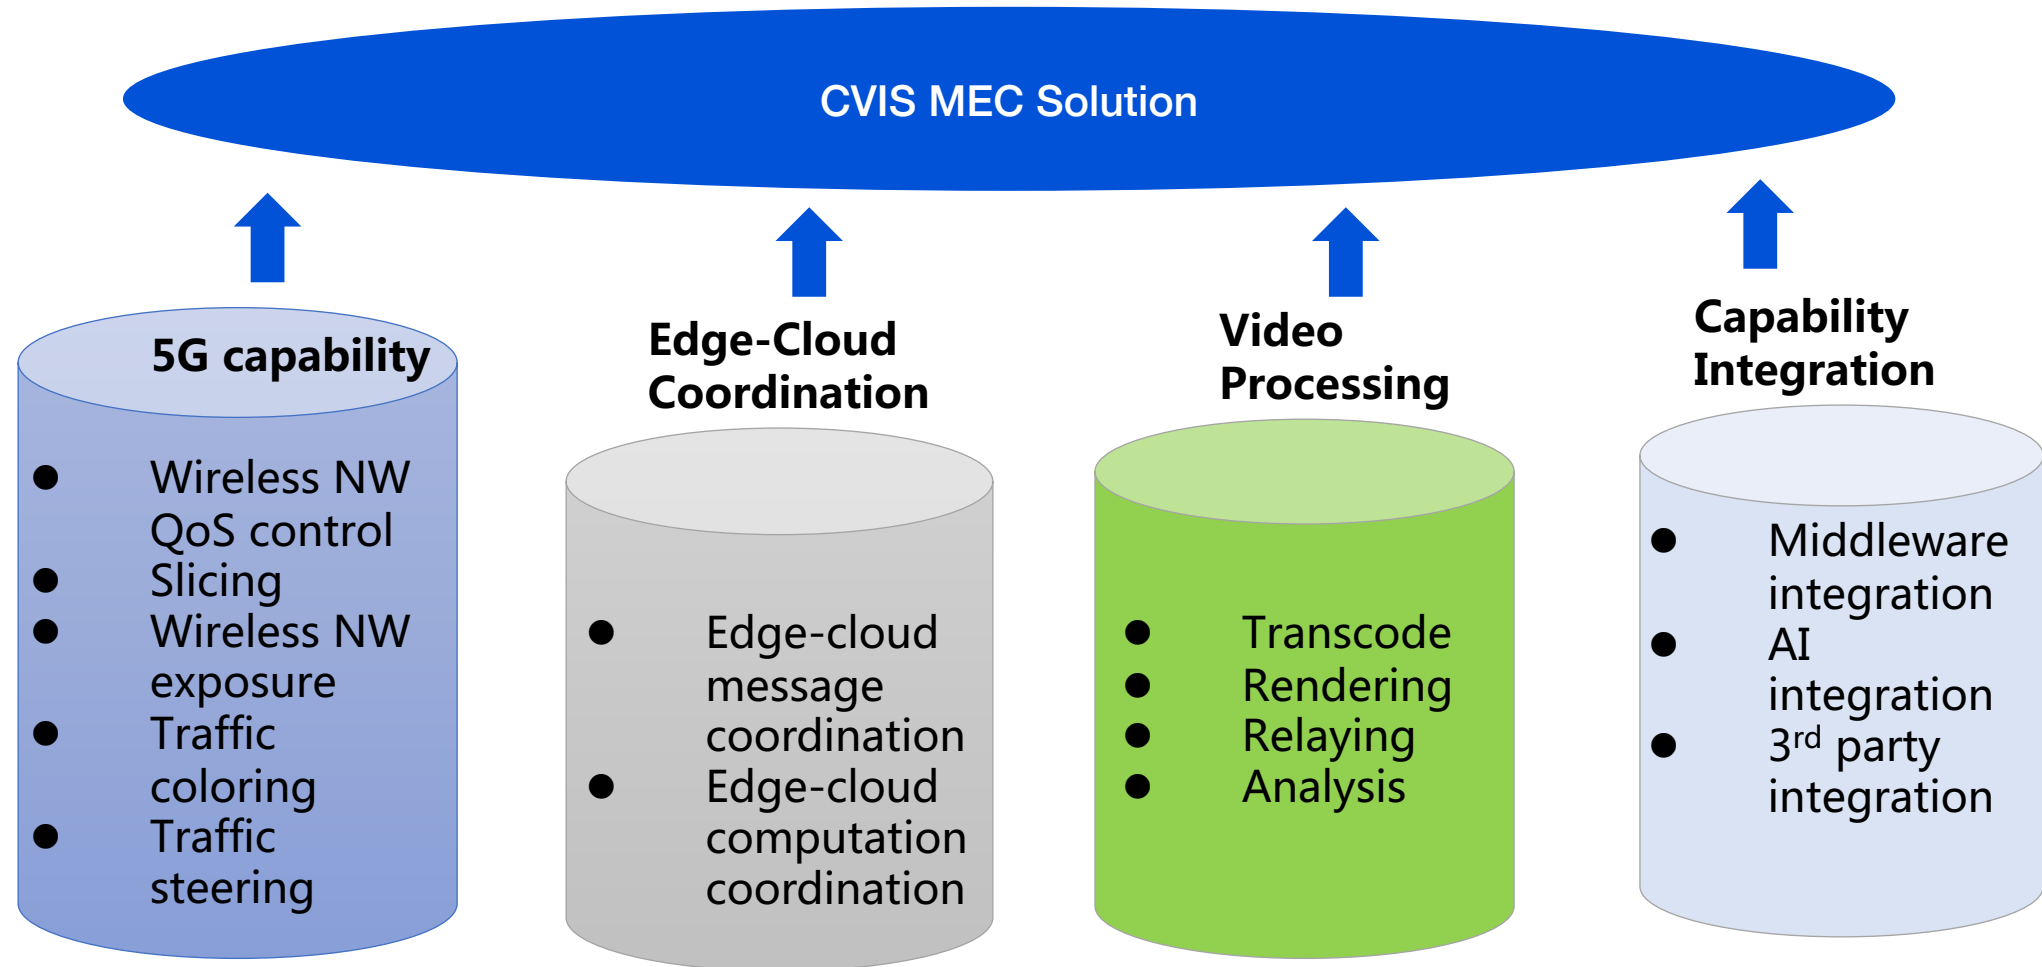 CVIS MEC Solution
5G capability
● Wireless NW
QoS control
● Slicing
● Wireless NW
exposure
● Traffic
coloring
● Traffic
steering
Edge-Cloud
Coordination
● Edge-cloud
message
coordination
● Edge-cloud
computation
coordination
Video
Processing
● Transcode
● Rendering
● Relaying
● Analysis
Capability
Integration
● Middleware
integration
● AI
integration
● 3rd party
integration